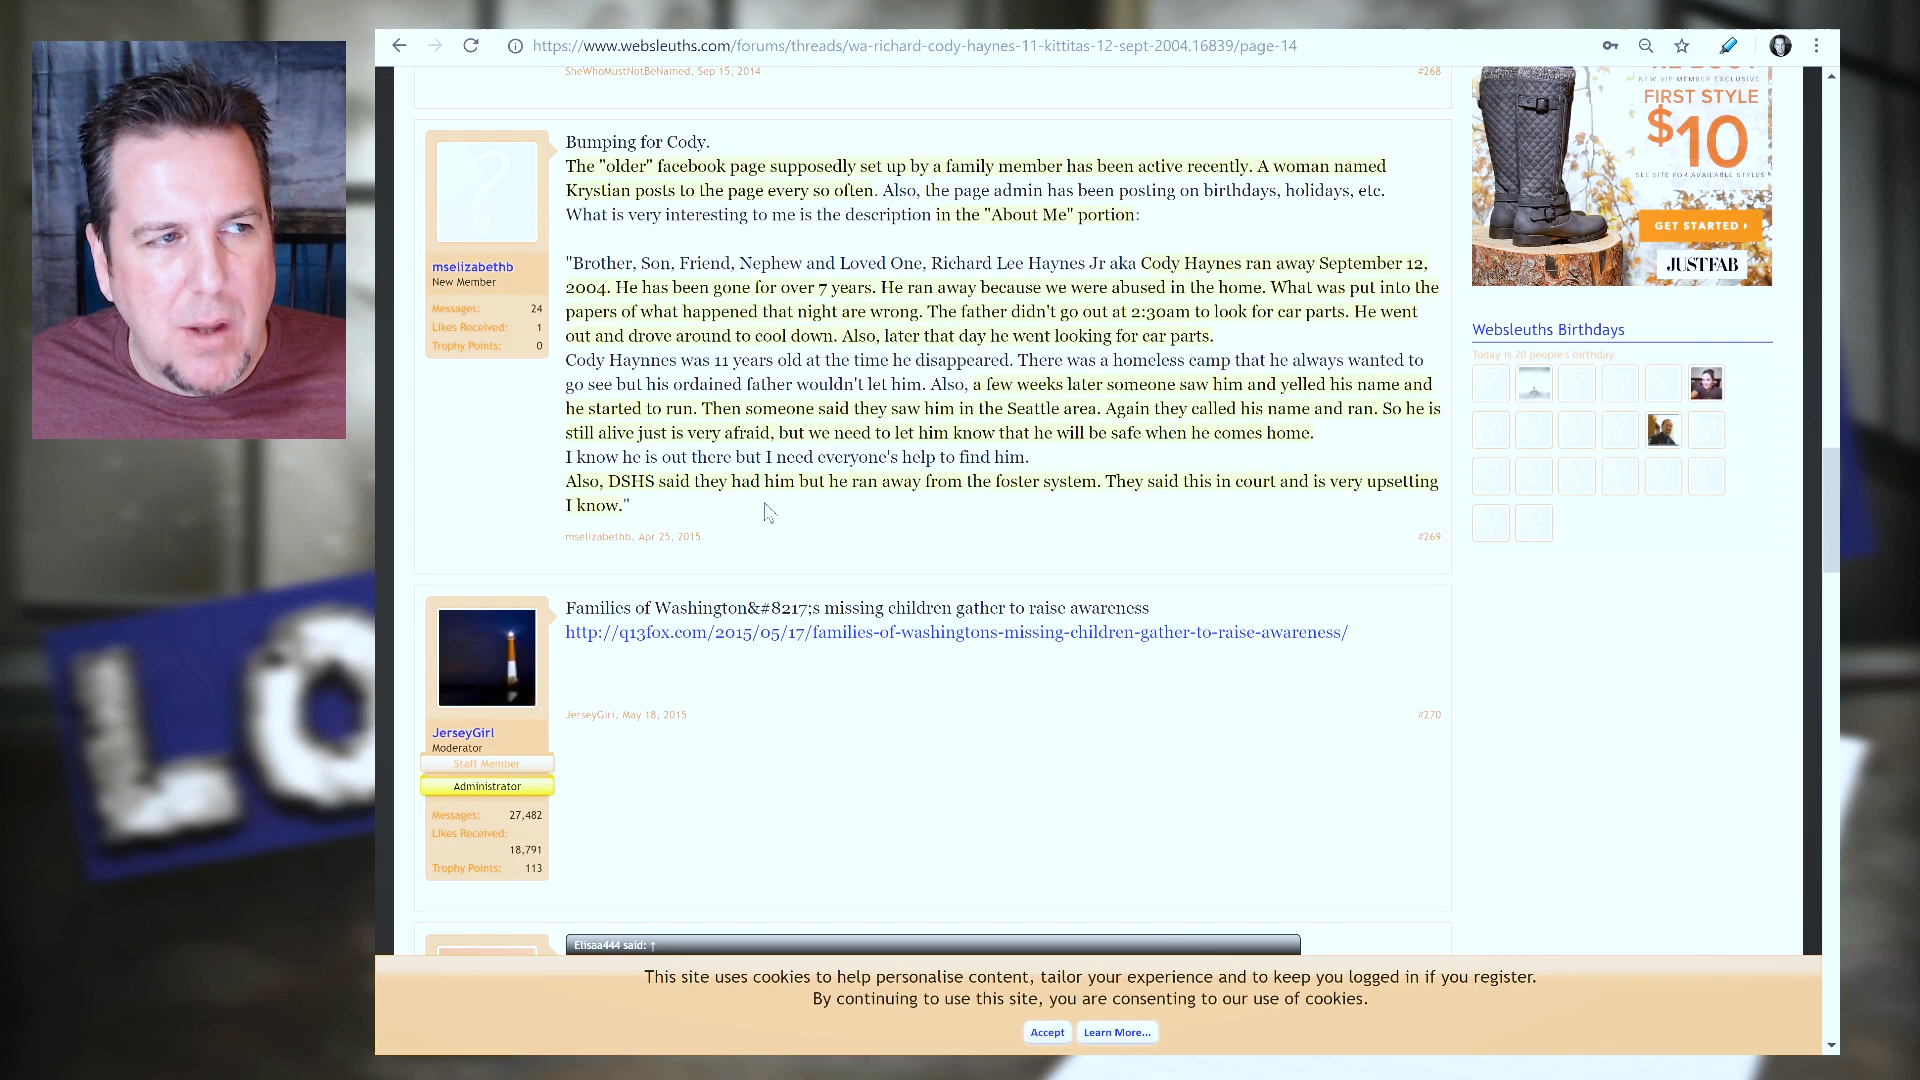 https://www.websleuths.com/forums/threads/wa-richard-cody-haynes-11-kittitas-12-sept-2004.16839/page-14
SheWhoMustNotBeNamed, Sep 15, 2014
#268
mselizabethb
New Member
Messages: 24
Likes Received: 1
Trophy Points: 0
Bumping for Cody.
The "older" facebook page supposedly set up by a family member has been active recently. A woman named
Krystian posts to the page every so often. Also, the page admin has been posting on birthdays, holidays, etc.
What is very interesting to me is the description in the "About Me" portion:
"Brother, Son, Friend, Nephew and Loved One, Richard Lee Haynes Jr aka Cody Haynes ran away September 12,
2004. He has been gone for over 7 years. He ran away because we were abused in the home. What was put into the
papers of what happened that night are wrong. The father didn't go out at 2:30am to look for car parts. He went
out and drove around to cool down. Also, later that day he went looking for car parts.
Cody Haynnes was 11 years old at the time he disappeared. There was a homeless camp that he always wanted to
go see but his ordained father wouldn't let him. Also, a few weeks later someone saw him and yelled his name and
he started to run. Then someone said they saw him in the Seattle area. Again they called his name and ran. So he is
still alive just is very afraid, but we need to let him know that he will be safe when he comes home.
I know he is out there but I need everyone's help to find him.
Also, DSHS said they had him but he ran away from the foster system. They said this in court and is very upsetting
I know."
mselizabethb, Apr 25, 2015
#269
JerseyGirl
Moderator
Staff Member
Administrator
Messages: 27,482
Likes Received:
18,791
Trophy Points: 113
Families of Washington&#8217;s missing children gather to raise awareness
http://q13fox.com/2015/05/17/families-of-washingtons-missing-children-gather-to-raise-awareness/
JerseyGirl, May 18, 2015
#270
Elisaa444 said: ↑
NEW VIP MEMBER EXCLUSIVE
FIRST STYLE
$10
SEE SITE FOR AVAILABLE STYLES*
GET STARTED
JUSTFAB
Websleuths Birthdays
Today is 20 people's birthday.
This site uses cookies to help personalise content, tailor your experience and to keep you logged in if you register.
By continuing to use this site, you are consenting to our use of cookies.
Accept
Learn More...
LO